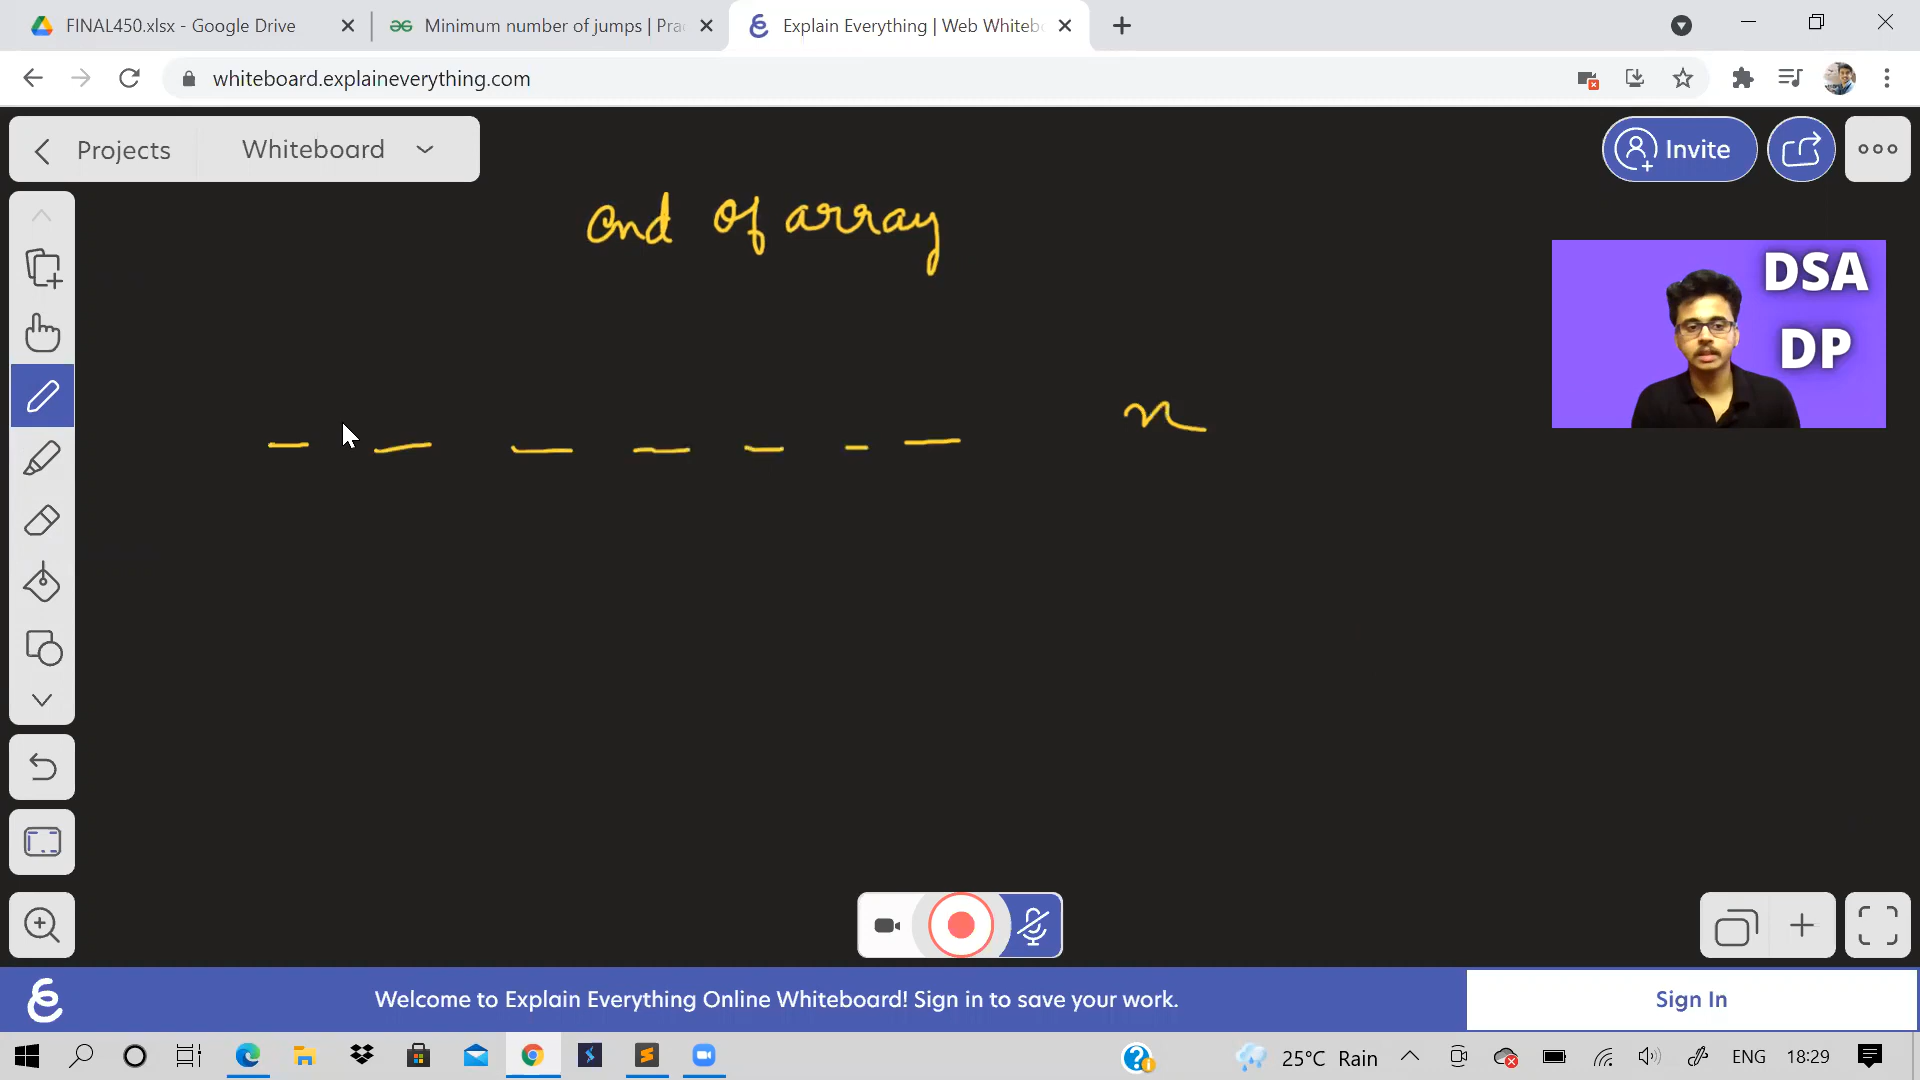 FINAL450.xlsx - Google Drive
Minimum number of jumps | Prac
Explain Everything | Web Whitebo
whiteboard.explaineverything.com
Projects
Whiteboard
Invite
end of array
DSA
DP
n
Welcome to Explain Everything Online Whiteboard! Sign in to save your work.
Sign In
25°C Rain
ENG
18:29